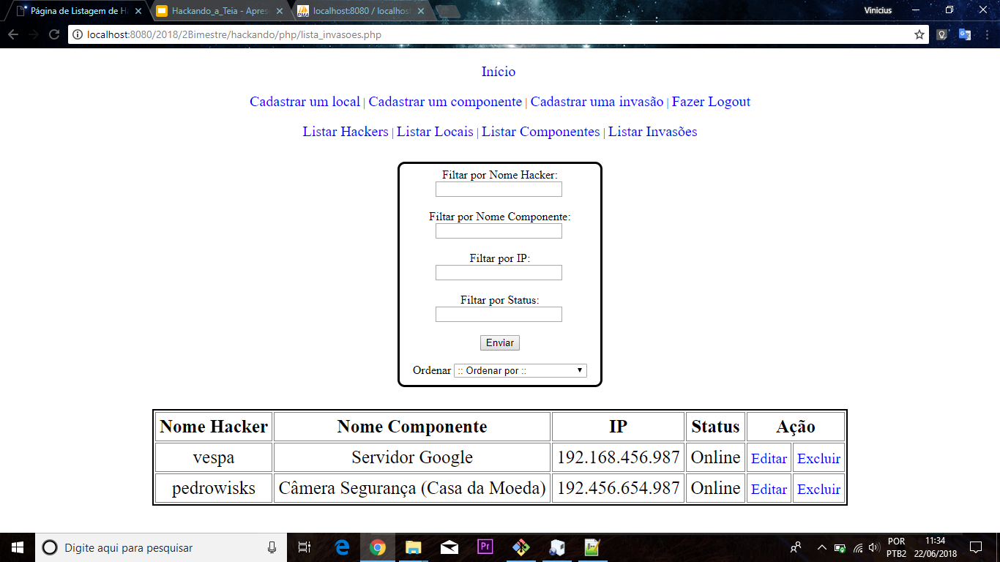 Página de Listagem de H
Hackando_a_Teia - Apres
localhost:8080 / localhos
Vinicius
localhost:8080/2018/2Bimestre/hackando/php/lista_invasoes.php
Início
Cadastrar um local | Cadastrar um componente | Cadastrar uma invasão | Fazer Logout
Listar Hackers | Listar Locais | Listar Componentes | Listar Invasões
Filtar por Nome Hacker:
Filtar por Nome Componente:
Filtar por IP:
Filtar por Status:
Enviar
Ordenar :: Ordenar por ::
Nome Hacker Nome Componente IP Status Ação
vespa Servidor Google 192.168.456.987 Online Editar Excluir
pedrowisks Câmera Segurança (Casa da Moeda) 192.456.654.987 Online Editar Excluir
Digite aqui para pesquisar
Pr
POR
PTB2
11:34
22/06/2018